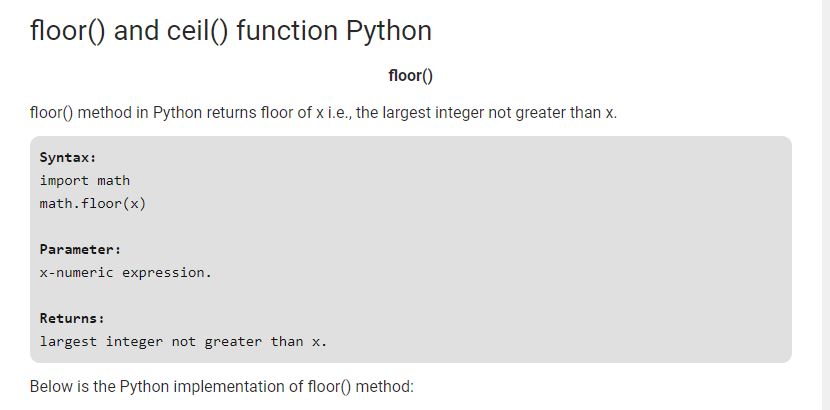 floor() and ceil() function Python
floor()
floor() method in Python returns floor of x i.e., the largest integer not greater than x.
Syntax:
import math
math.floor(x)
Parameter:
x-numeric expression.
Returns:
largest integer not greater than x.
Below is the Python implementation of floor() method: